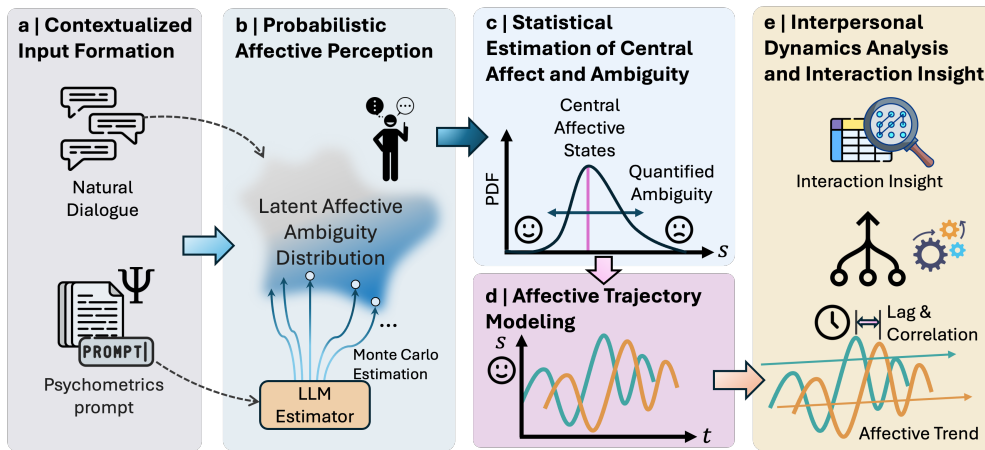 a | Contextualized
Input Formation
Natural
Dialogue
Ψ
PROMPT
Psychometrics
prompt
b | Probabilistic
Affective Perception
Latent Affective
Ambiguity
Distribution
...
Monte Carlo
Estimation
LLM
Estimator
c | Statistical
Estimation of Central
Affect and Ambiguity
Central
Affective
States
Quantified
Ambiguity
PDF
s
d | Affective Trajectory
Modeling
s
t
e | Interpersonal
Dynamics Analysis
and Interaction Insight
Interaction Insight
Lag &
Correlation
Affective Trend